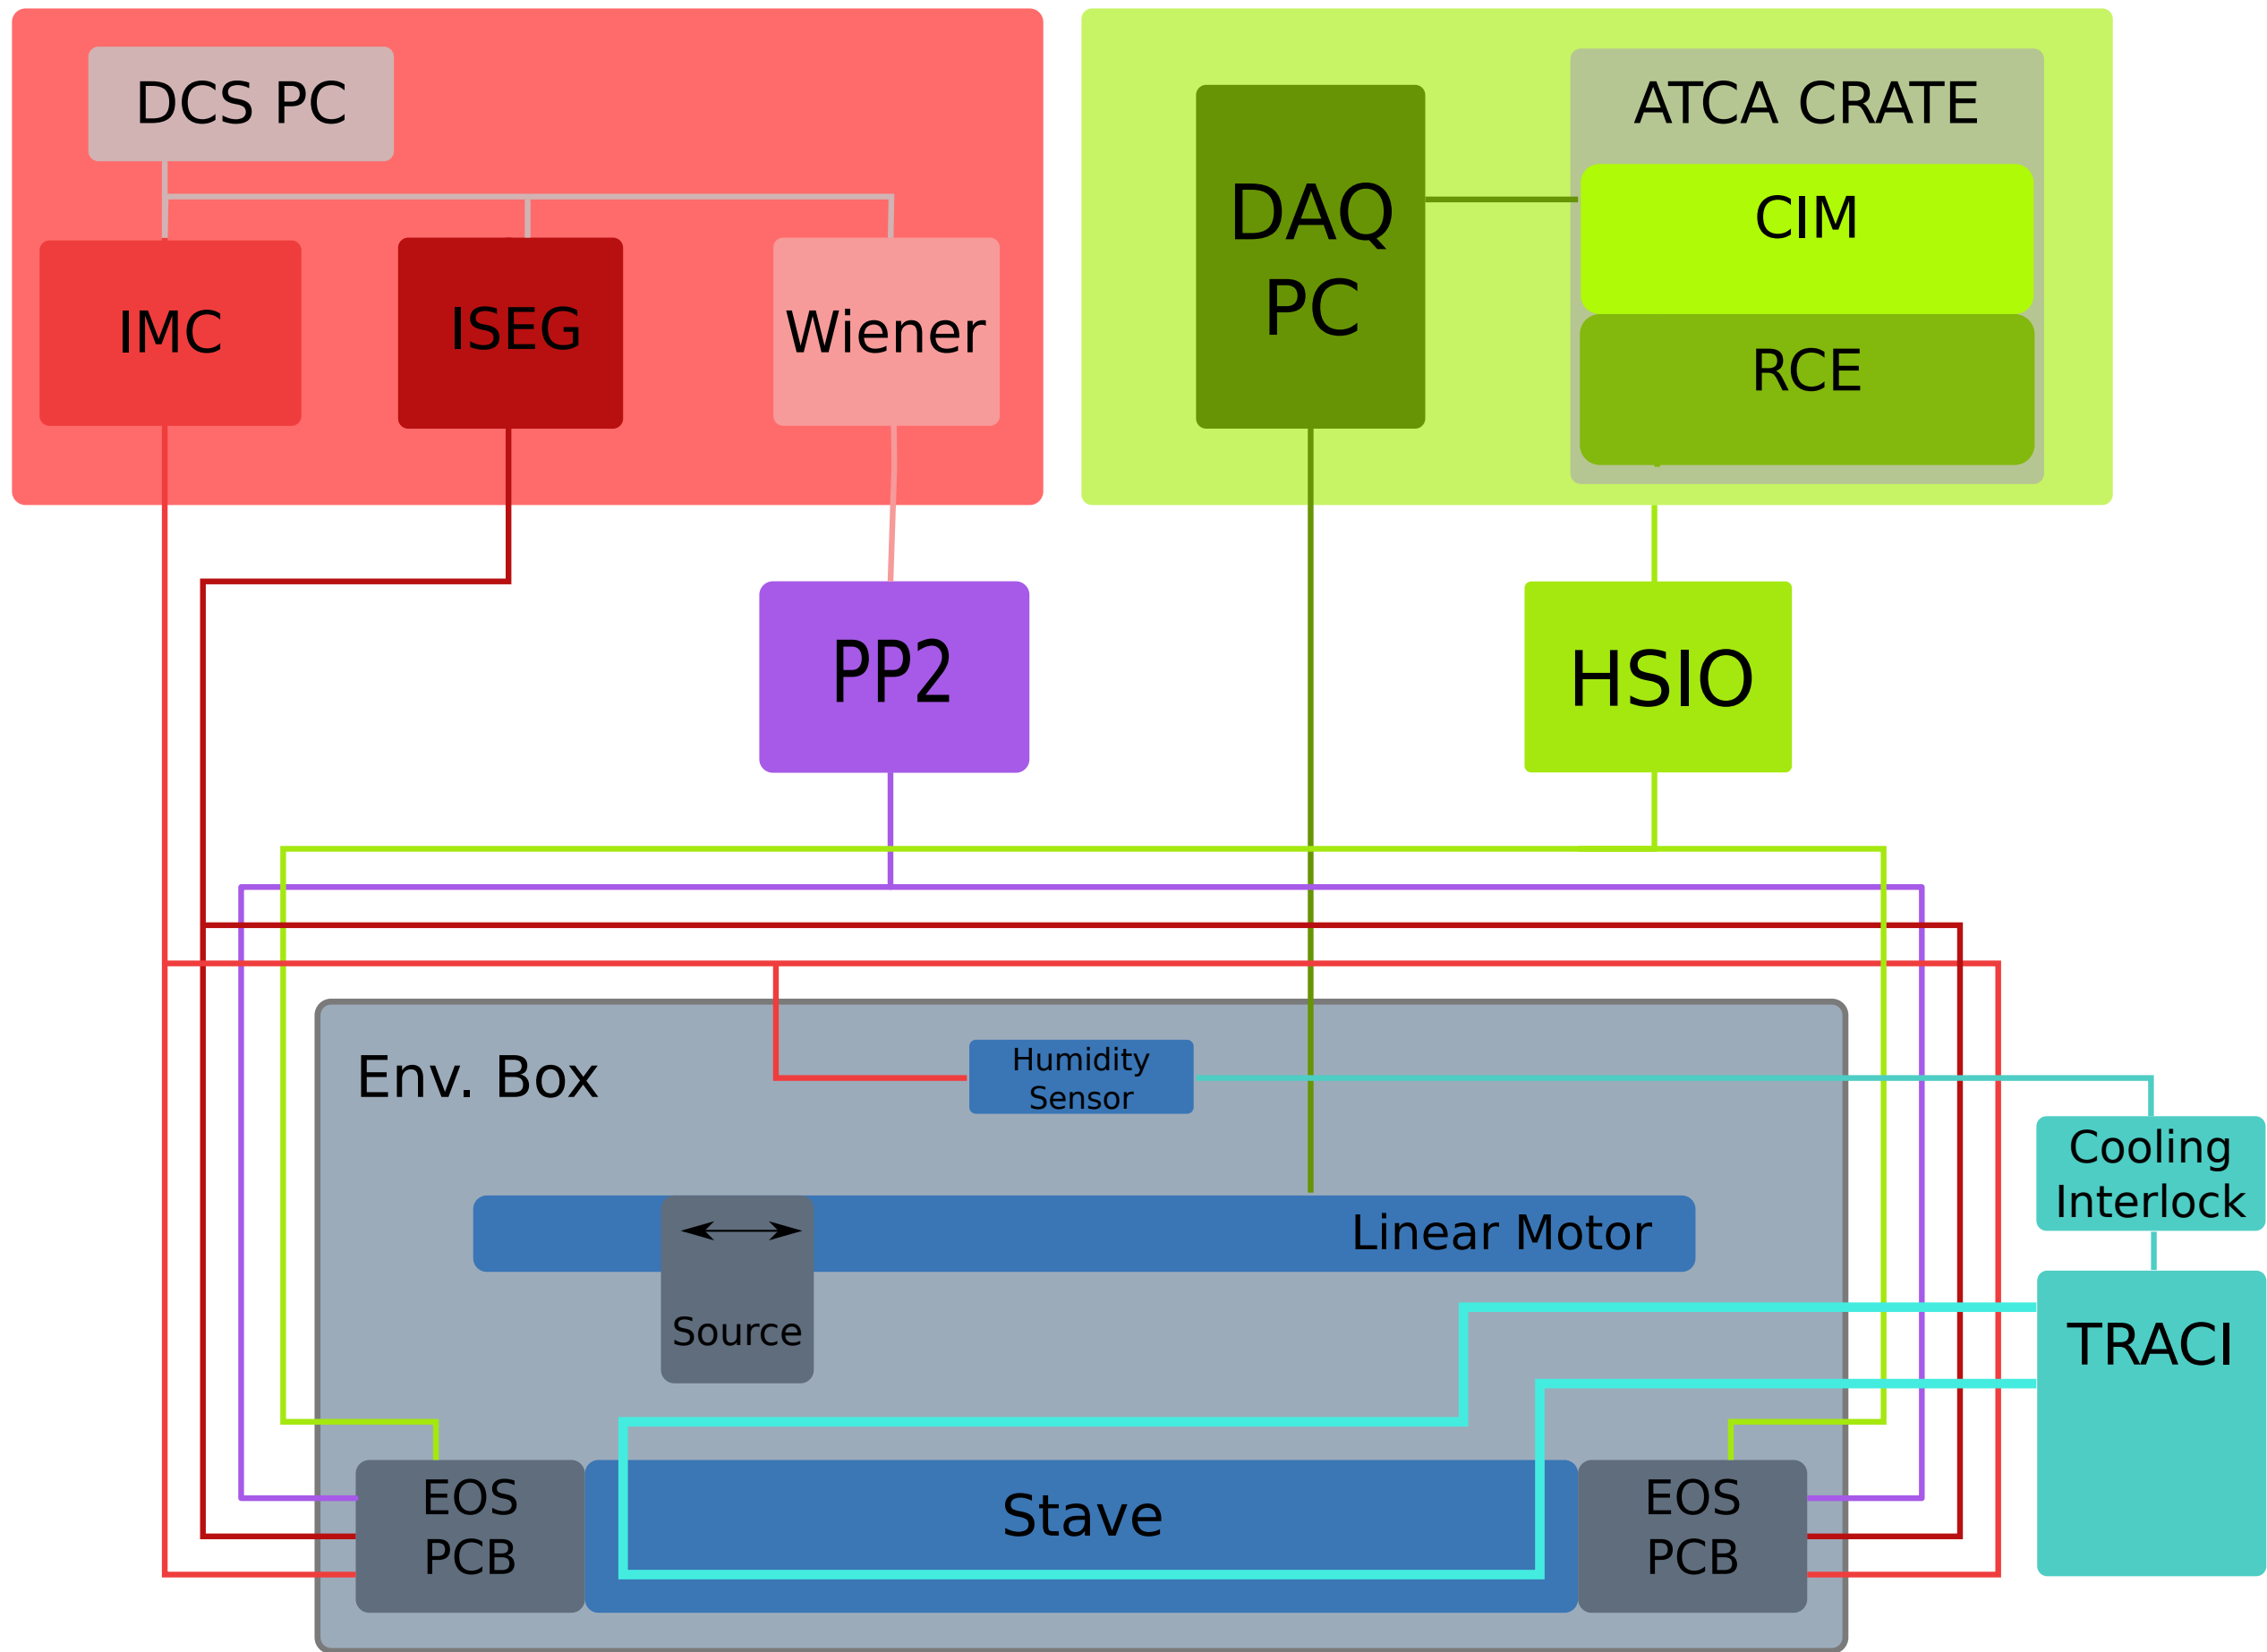 DCS PC
IMC
ISEG
Wiener
DAQ
PC
ATCA CRATE
CIM
RCE
PP2
HSIO
Env. Box
Humidity
Sensor
Cooling
Interlock
Linear Motor
Source
TRACI
EOS
PCB
Stave
EOS
PCB